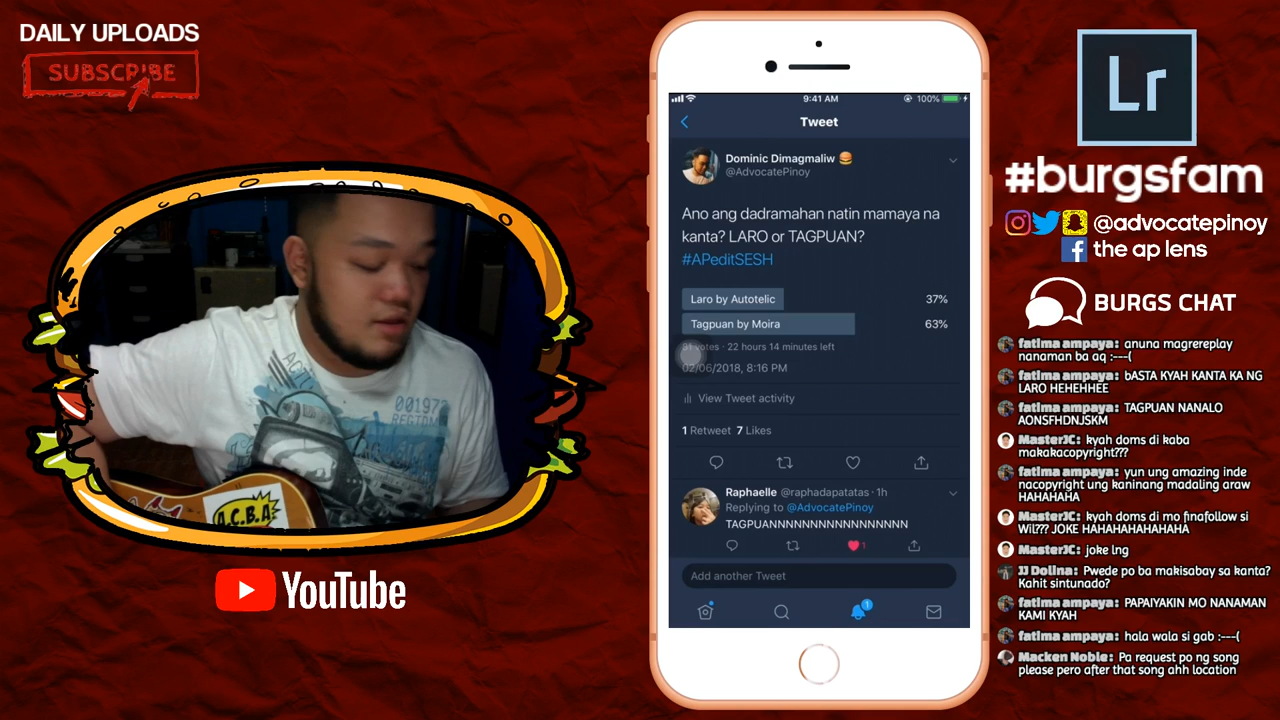 DAILY UPLOADS
SUBSCRIBE
001972
A.C.B.A
YouTube
9:41 AM
100%
Tweet
Dominic Dimagmaliw
@AdvocatePinoy
Ano ang dadramahan natin mamaya na
kanta? LARO or TAGPUAN?
#APeditSESH
Laro by Autotelic 37%
Tagpuan by Moira 63%
votes · 22 hours 14 minutes left
02/06/2018, 8:16 PM
View Tweet activity
1 Retweet 7 Likes
Raphaelle @raphadapatatas · 1h
Replying to @AdvocatePinoy
TAGPUANNNNNNNNNNNNNNNNNN
1
Add another Tweet
1
Lr
#burgsfam
@advocatepinoy
the ap lens
BURGS CHAT
fatima ampaya: anuna magrereplay
nanaman ba aq :---(
fatima ampaya: bASTA KYAH KANTA KA NG
LARO HEHEHHEE
fatima ampaya: TAGPUAN NANALO
AONSFHDNJSKM
MasterJC: kyah doms di kaba
makakacopyright???
fatima ampaya: yun ung amazing inde
nacopyright ung kaninang madaling araw
HAHAHAHA
MasterJC: kyah doms di mo finafollow si
Wil??? JOKE HAHAHAHAHAHAHA
MasterJC: joke lng
JJ Dolina: Pwede po ba makisabay sa kanta?
Kahit sintunado?
fatima ampaya: PAPAIYAKIN MO NANAMAN
KAMI KYAH
fatima ampaya: hala wala si gab :---(
Macken Noble: Pa request po ng song
please pero after that song ahh location